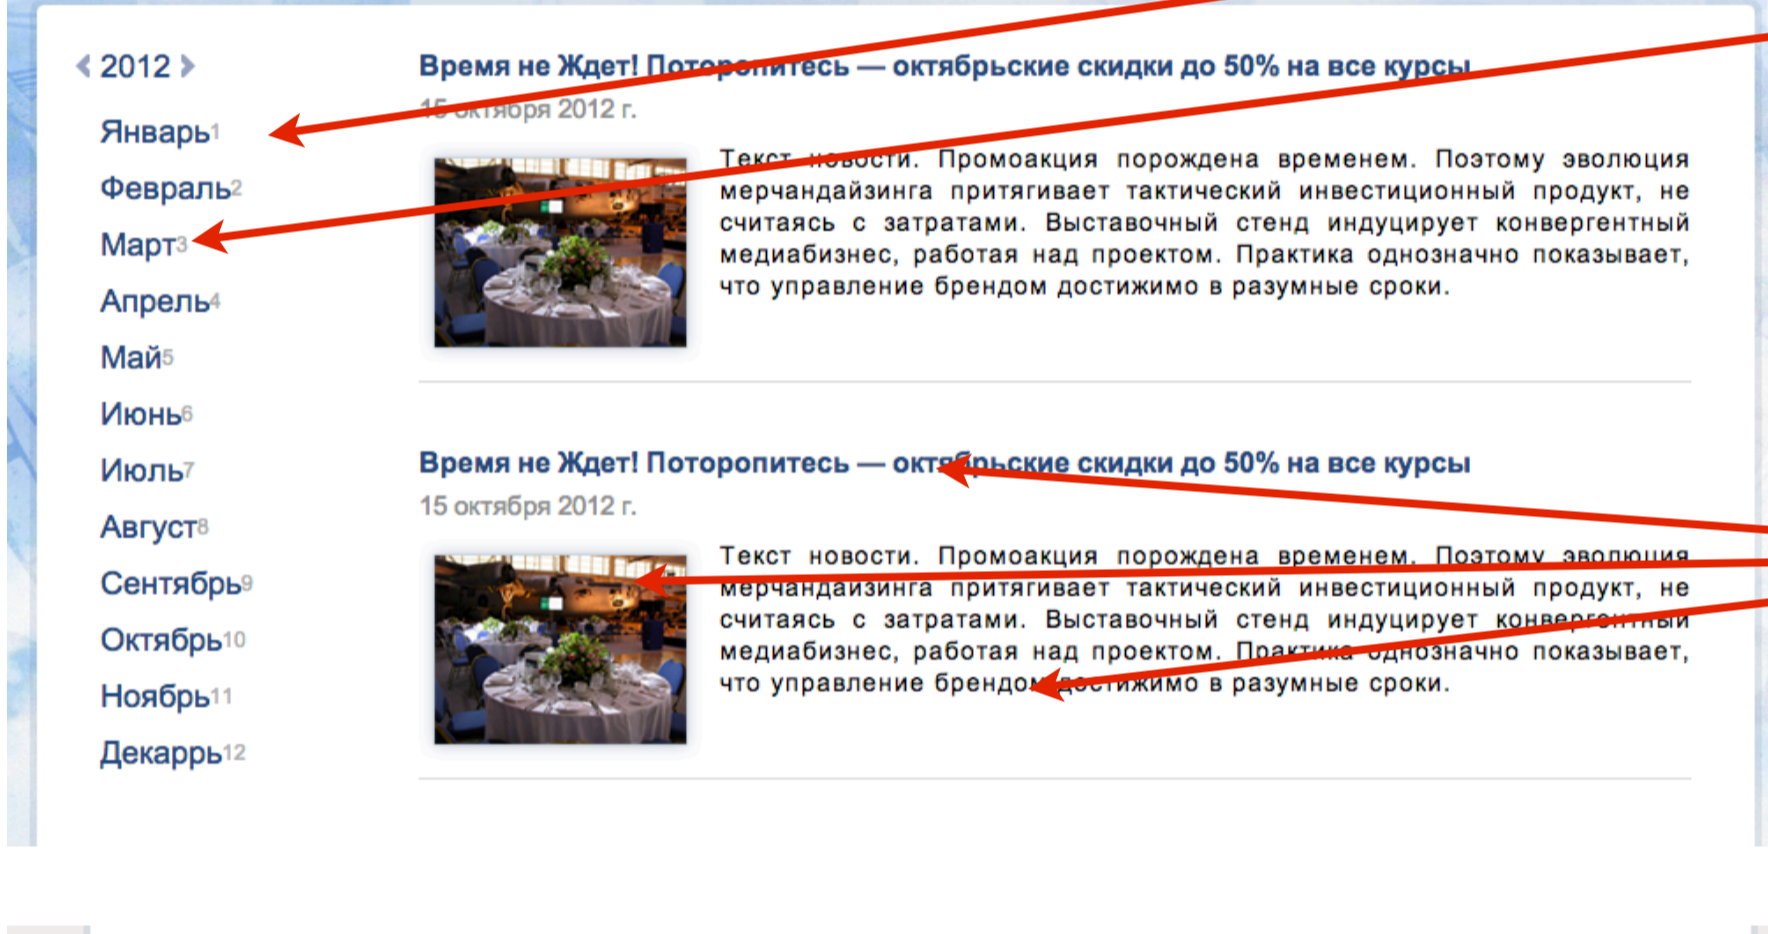 2012
Январь1
Февраль2
Март3
Апрель4
Май5
Июнь6
Июль7
Август8
Сентябрь9
Октябрь10
Ноябрь11
Декаррь12
Время не Ждет! Поторопитесь — октябрьские скидки до 50% на все курсы
15 октября 2012 г.
Текст новости. Промоакция порождена временем. Поэтому эволюция
мерчандайзинга притягивает тактический инвестиционный продукт, не
считаясь с затратами. Выставочный стенд индуцирует конвергентный
медиабизнес, работая над проектом. Практика однозначно показывает,
что управление брендом достижимо в разумные сроки.
Время не Ждет! Поторопитесь — октябрьские скидки до 50% на все курсы
15 октября 2012 г.
Текст новости. Промоакция порождена временем. Поэтому эволюция
мерчандайзинга притягивает тактический инвестиционный продукт, не
считаясь с затратами. Выставочный стенд индуцирует конвергентный
медиабизнес, работая над проектом. Практика однозначно показывает,
что управление брендом достижимо в разумные сроки.